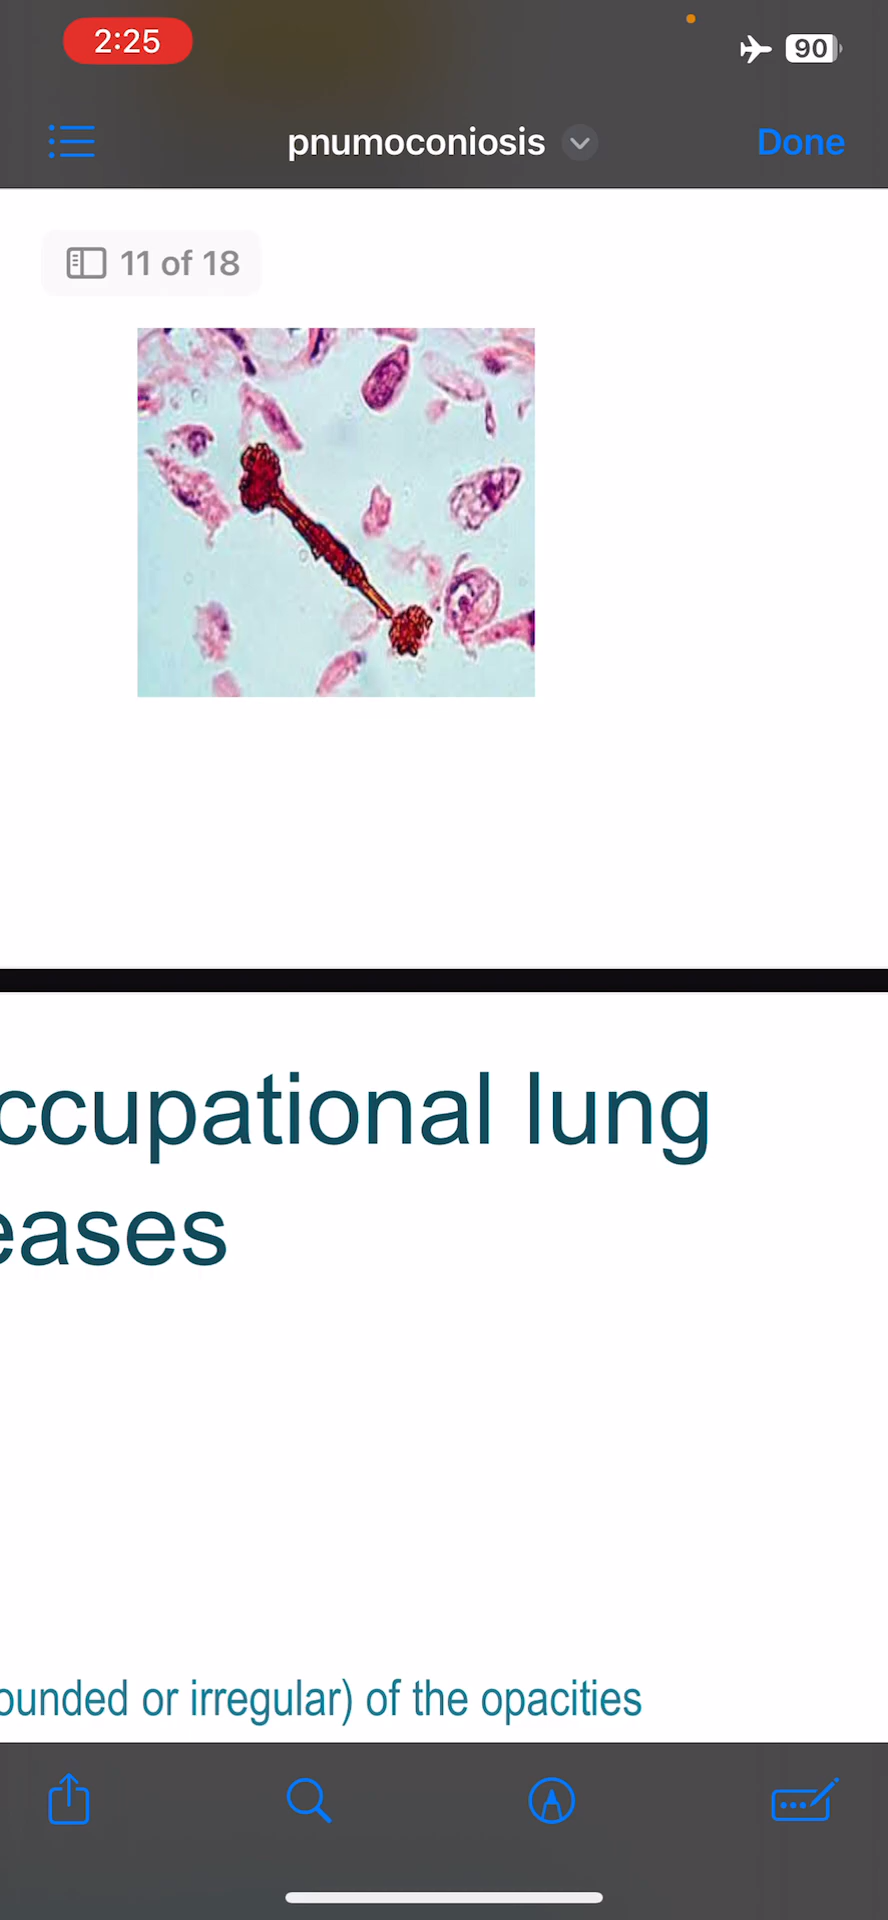 2:25
90
pnumoconiosis
Done
11 of 18
ccupational lung
eases
ounded or irregular) of the opacities